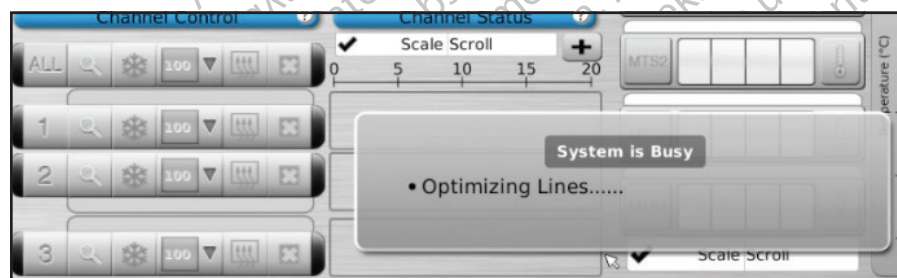 Channel Control ?
Channel Status ?
Scale Scroll +
0 5 10 15 20
ALL 100
MTS2
perature (°C)
1 100
System is Busy
• Optimizing Lines......
2 100
3 100
Scale Scroll